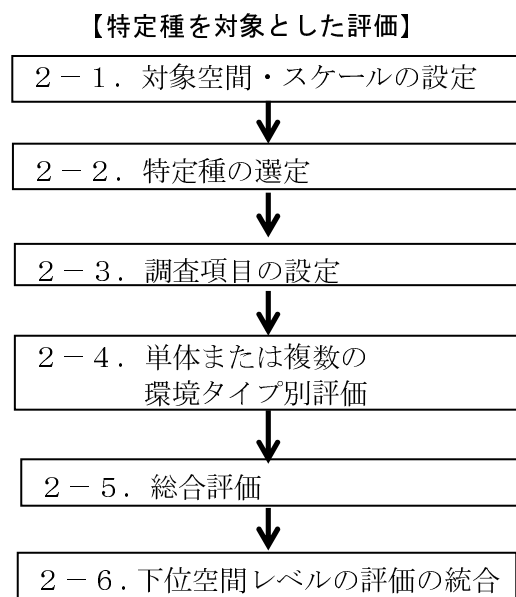 【特定種を対象とした評価】
２－１．対象空間・スケールの設定
２－２．特定種の選定
２－３．調査項目の設定
２－４．単体または複数の
環境タイプ別評価
２－５．総合評価
２－６．下位空間レベルの評価の統合